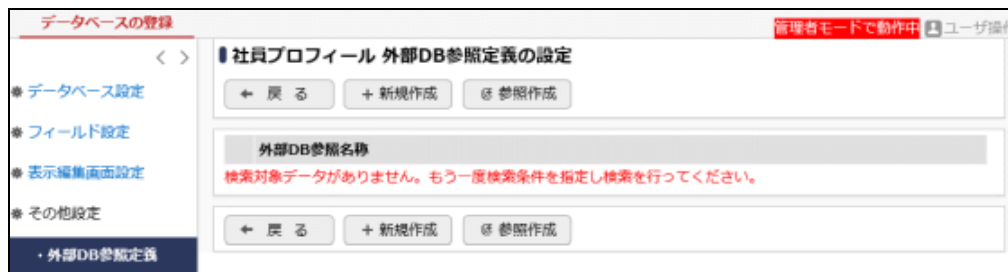 データベースの登録
管理者モードで動作中 ユーザ操作
< >
社員プロフィール 外部DB参照定義の設定
← 戻 る + 新規作成 参照作成
データベース設定
フィールド設定
外部DB参照名称
表示編集画面設定
検索対象データがありません。もう一度検索条件を指定し検索を行ってください。
その他設定
← 戻 る + 新規作成 参照作成
・外部DB参照定義